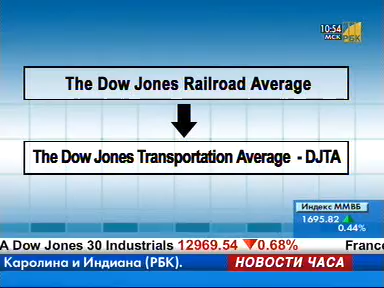 10:54
МСК РБК
The Dow Jones Railroad Average
The Dow Jones Transportation Average - DJTA
Индекс ММВБ
1695.82
0.44%
A Dow Jones 30 Industrials 12969.54 0.68% France
Каролина и Индиана (РБК). НОВОСТИ ЧАСА